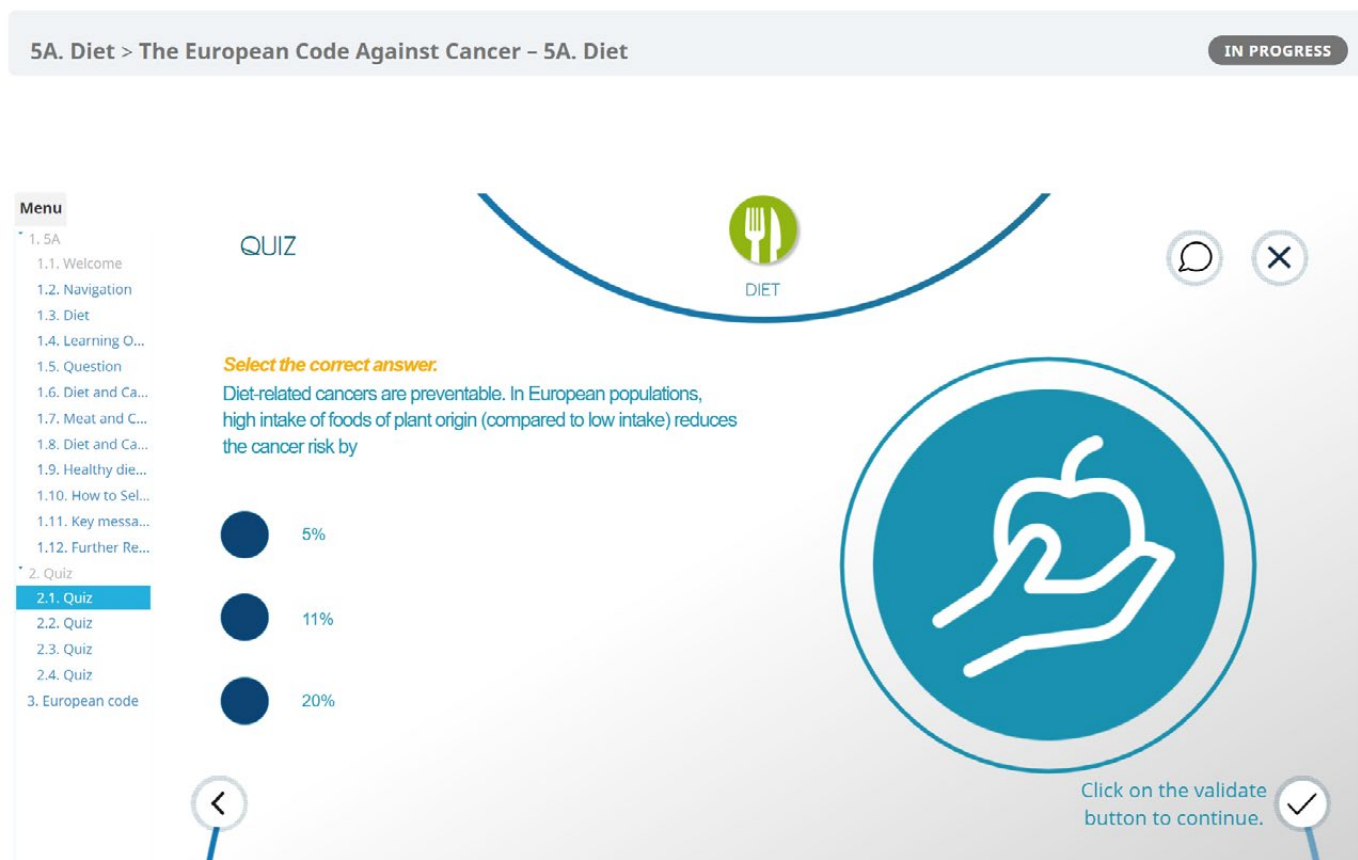 5A. Diet > The European Code Against Cancer – 5A. Diet
IN PROGRESS
Menu
1. 5A
1.1. Welcome
1.2. Navigation
1.3. Diet
1.4. Learning O...
1.5. Question
1.6. Diet and Ca...
1.7. Meat and C...
1.8. Diet and Ca...
1.9. Healthy die...
1.10. How to Sel...
1.11. Key messa...
1.12. Further Re...
2. Quiz
2.1. Quiz
2.2. Quiz
2.3. Quiz
2.4. Quiz
3. European code
QUIZ
DIET
Select the correct answer.
Diet-related cancers are preventable. In European populations,
high intake of foods of plant origin (compared to low intake) reduces
the cancer risk by
5%
11%
20%
Click on the validate
button to continue.